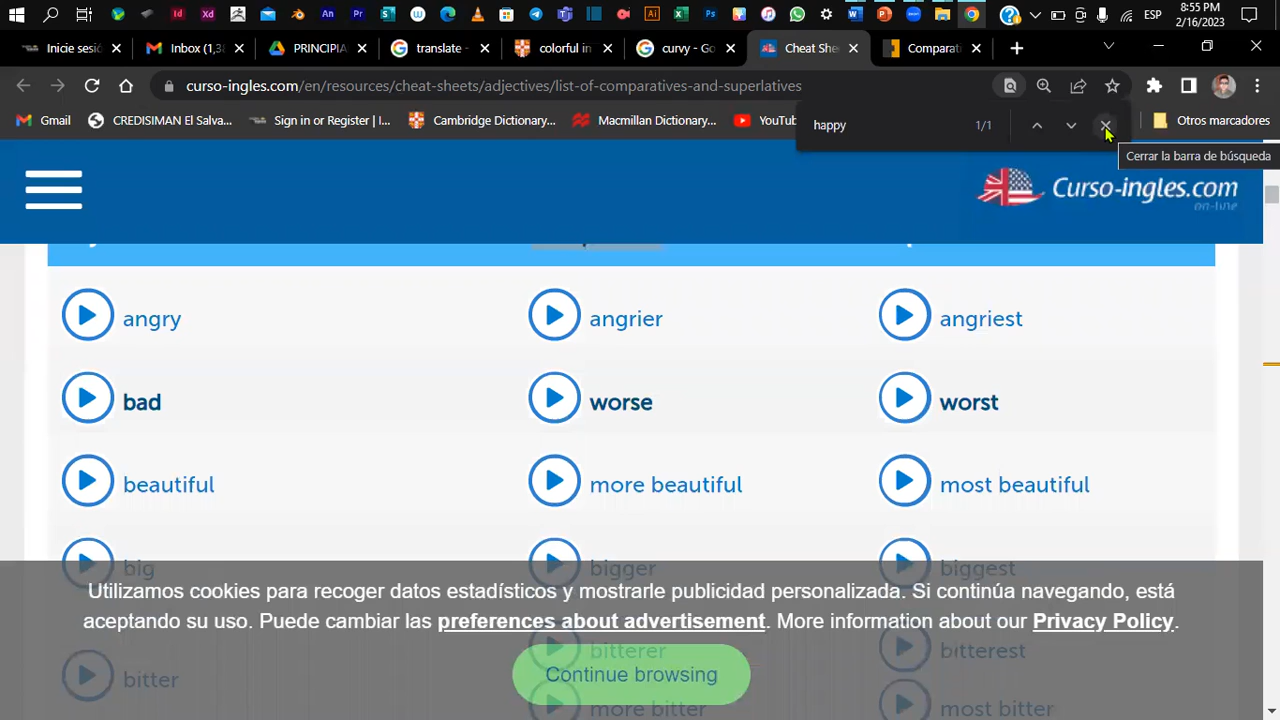 ESP
8:55 PM
2/16/2023
Inicie sesió
Inbox (1,3
PRINCIPIA
translate -
colorful in
curvy - Go
Cheat She
Comparati
curso-ingles.com/en/resources/cheat-sheets/adjectives/list-of-comparatives-and-superlatives
Gmail
CREDISIMAN El Salva...
Sign in or Register | ...
Cambridge Dictionar...
Macmillan Dictionar...
YouTu
Otros marcadores
happy
1/1
Cerrar la barra de búsqueda
Curso-ingles.com
on-line
angry angrier angriest
bad worse worst
beautiful more beautiful most beautiful
big bigger biggest
bitterer bitterest
bitter
more bitter most bitter
Utilizamos cookies para recoger datos estadísticos y mostrarle publicidad personalizada. Si continúa navegando, está
aceptando su uso. Puede cambiar las preferences about advertisement. More information about our Privacy Policy.
Continue browsing